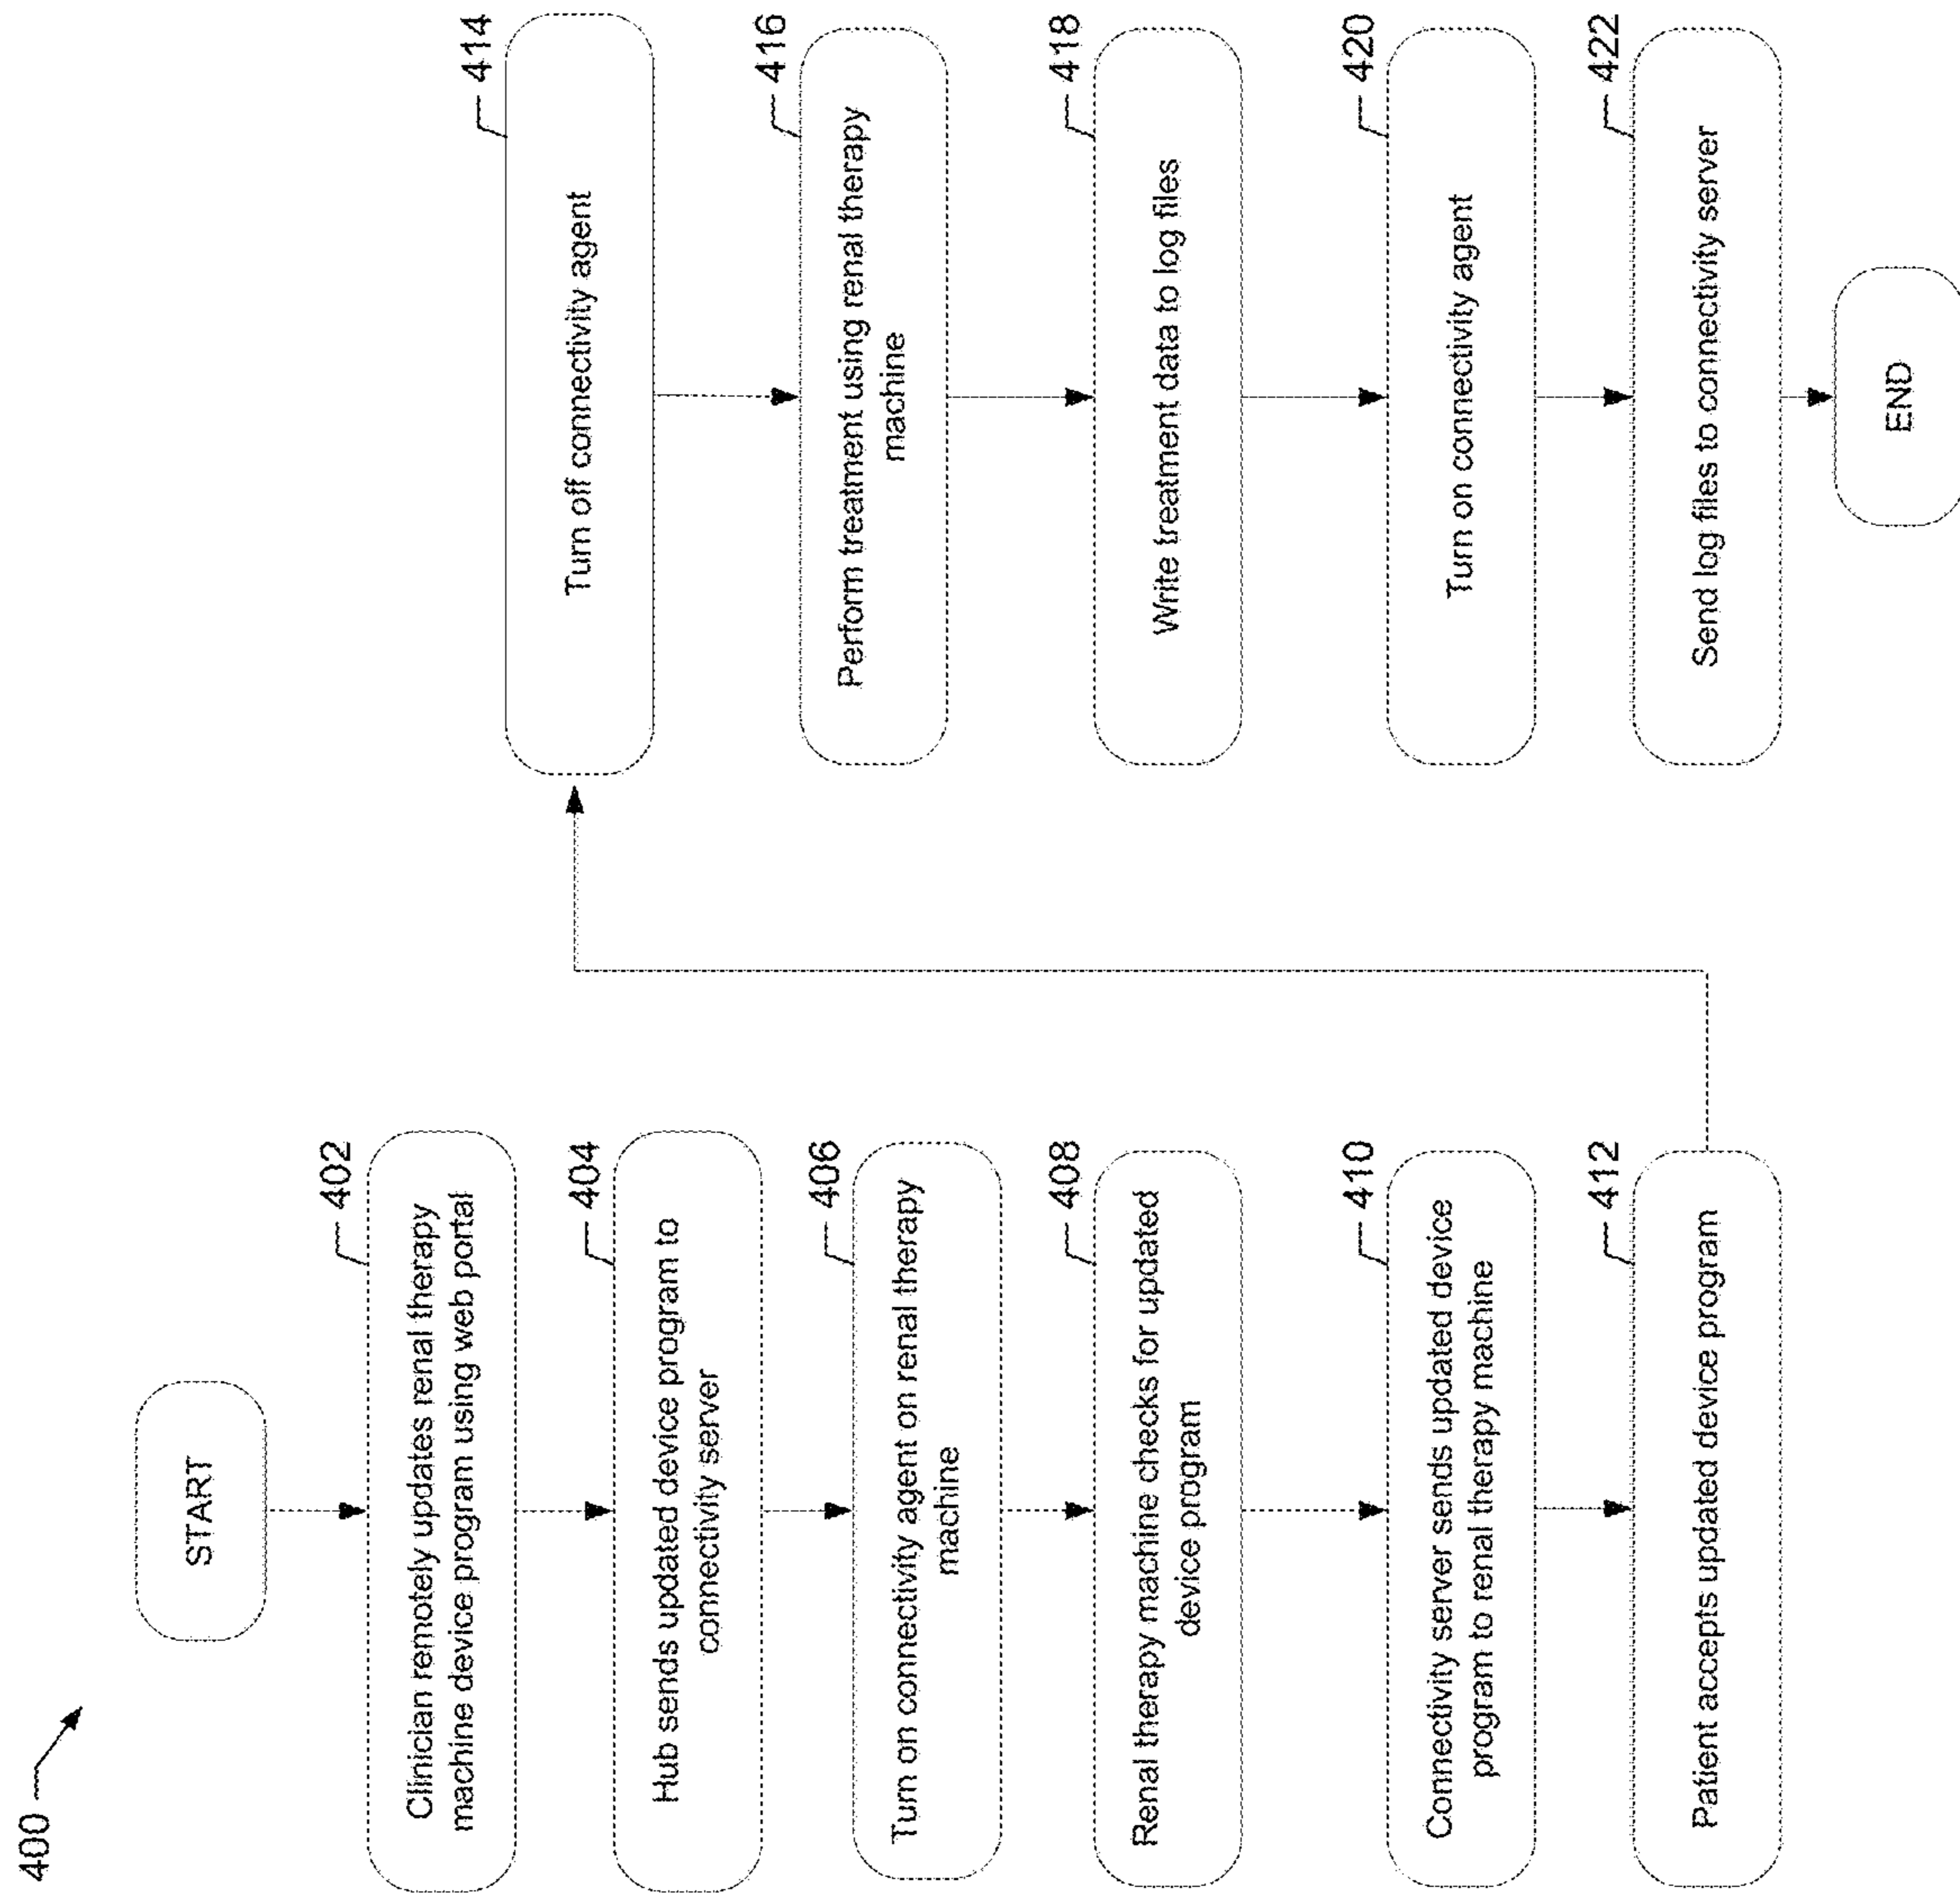 400
START
402
Clinician remotely updates renal therapy
machine device program using web portal
404
Hub sends updated device program to
connectivity server
406
Turn on connectivity agent on renal therapy
machine
408
Renal therapy machine checks for updated
device program
410
Connectivity server sends updated device
program to renal therapy machine
412
Patient accepts updated device program
414
Turn off connectivity agent
416
Perform treatment using renal therapy
machine
418
Write treatment data to log files
420
Turn on connectivity agent
422
Send log files to connectivity server
END